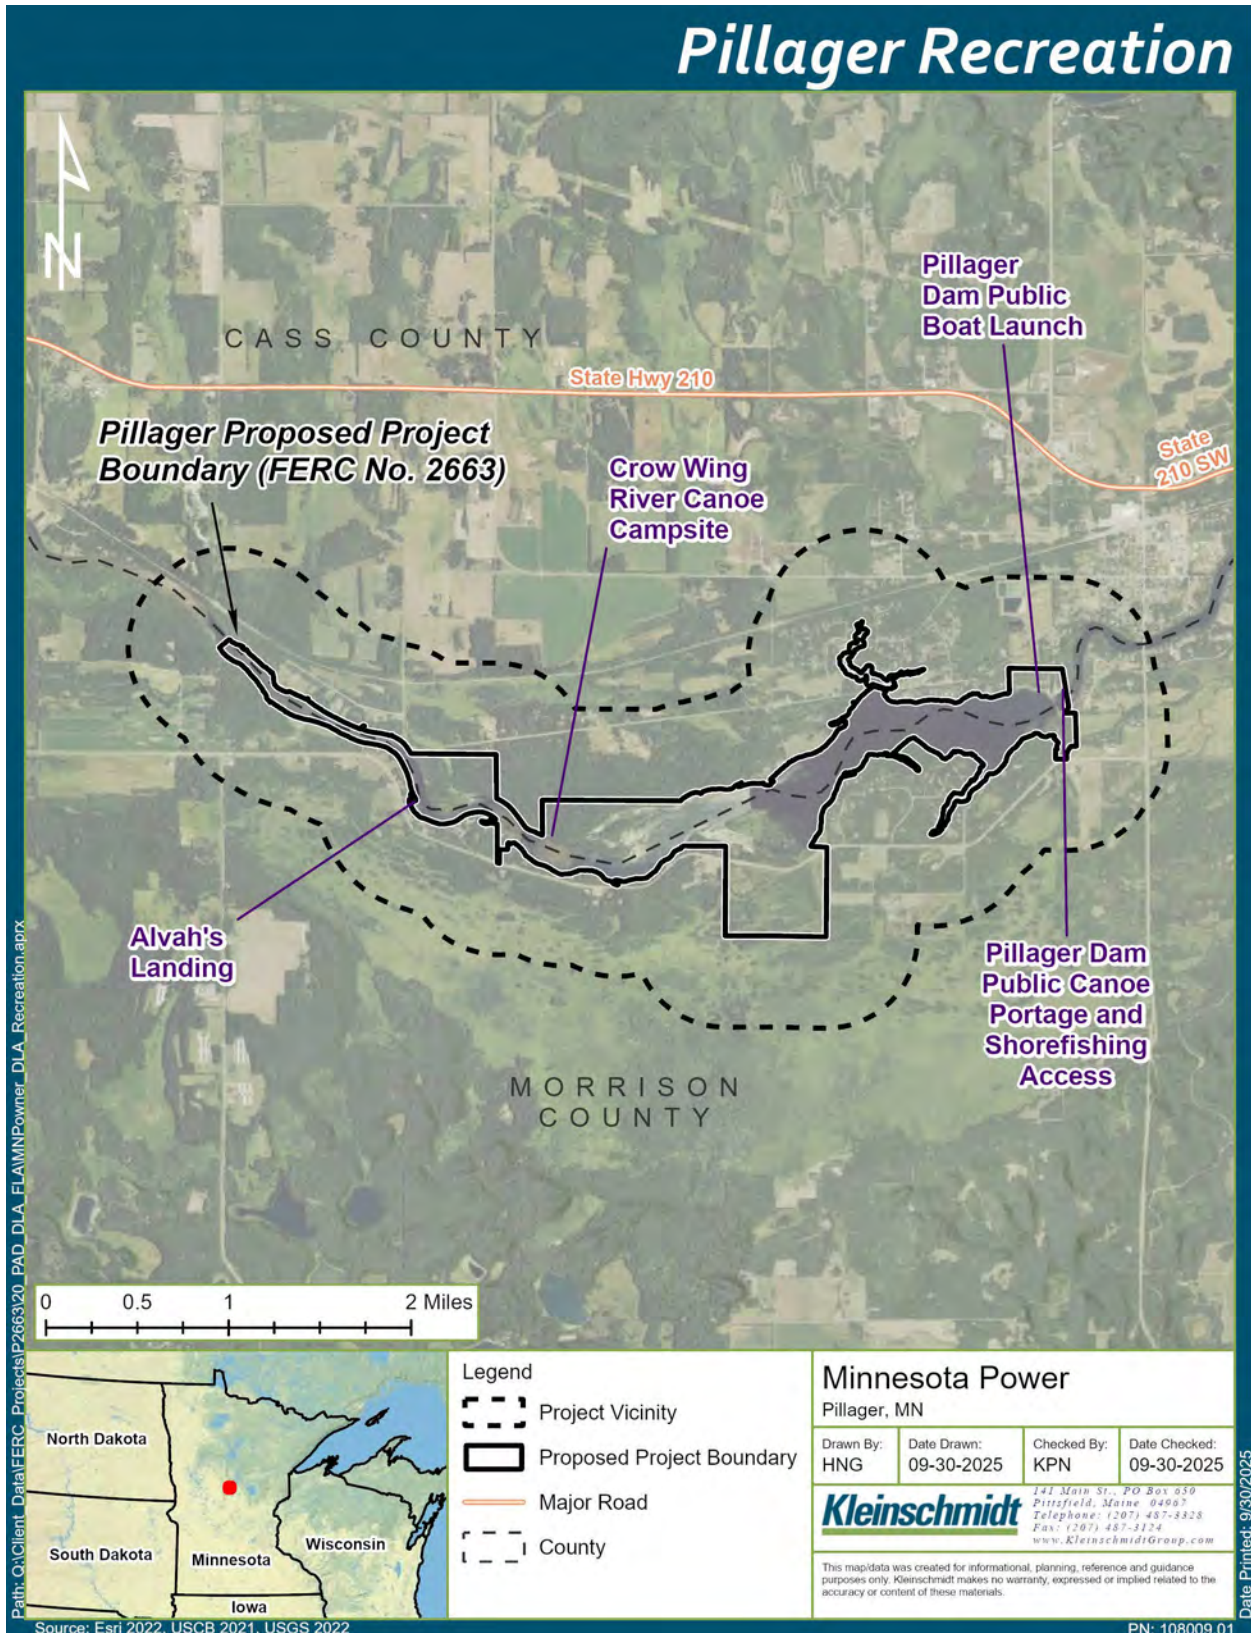 Pillager Recreation
N
CASS COUNTY
State Hwy 210
State
210 SW
Pillager
Dam Public
Boat Launch
Pillager Proposed Project
Boundary (FERC No. 2663)
Crow Wing
River Canoe
Campsite
Alvah's
Landing
Pillager Dam
Public Canoe
Portage and
Shorefishing
Access
MORRISON
COUNTY
0 0.5 1 2 Miles
North Dakota
South Dakota
Minnesota
Wisconsin
Iowa
Legend
Project Vicinity
Proposed Project Boundary
Major Road
County
Minnesota Power
Pillager, MN
Drawn By:
HNG
Date Drawn:
09-30-2025
Checked By:
KPN
Date Checked:
09-30-2025
Kleinschmidt
141 Main St., PO Box 650
Pittsfield, Maine 04967
Telephone: (207) 487-3328
Fax: (207) 487-3124
www.KleinschmidtGroup.com
This map/data was created for informational, planning, reference and guidance
purposes only. Kleinschmidt makes no warranty, expressed or implied related to the
accuracy or content of these materials.
Path: Q:\Client_Data\FERC_Projects\P2663\20_PAD_DLA_FLA\MNPowner_DLA_Recreation.aprx
Date Printed: 9/30/2025
Source: Esri 2022, USCB 2021, USGS 2022
PN: 108009.01